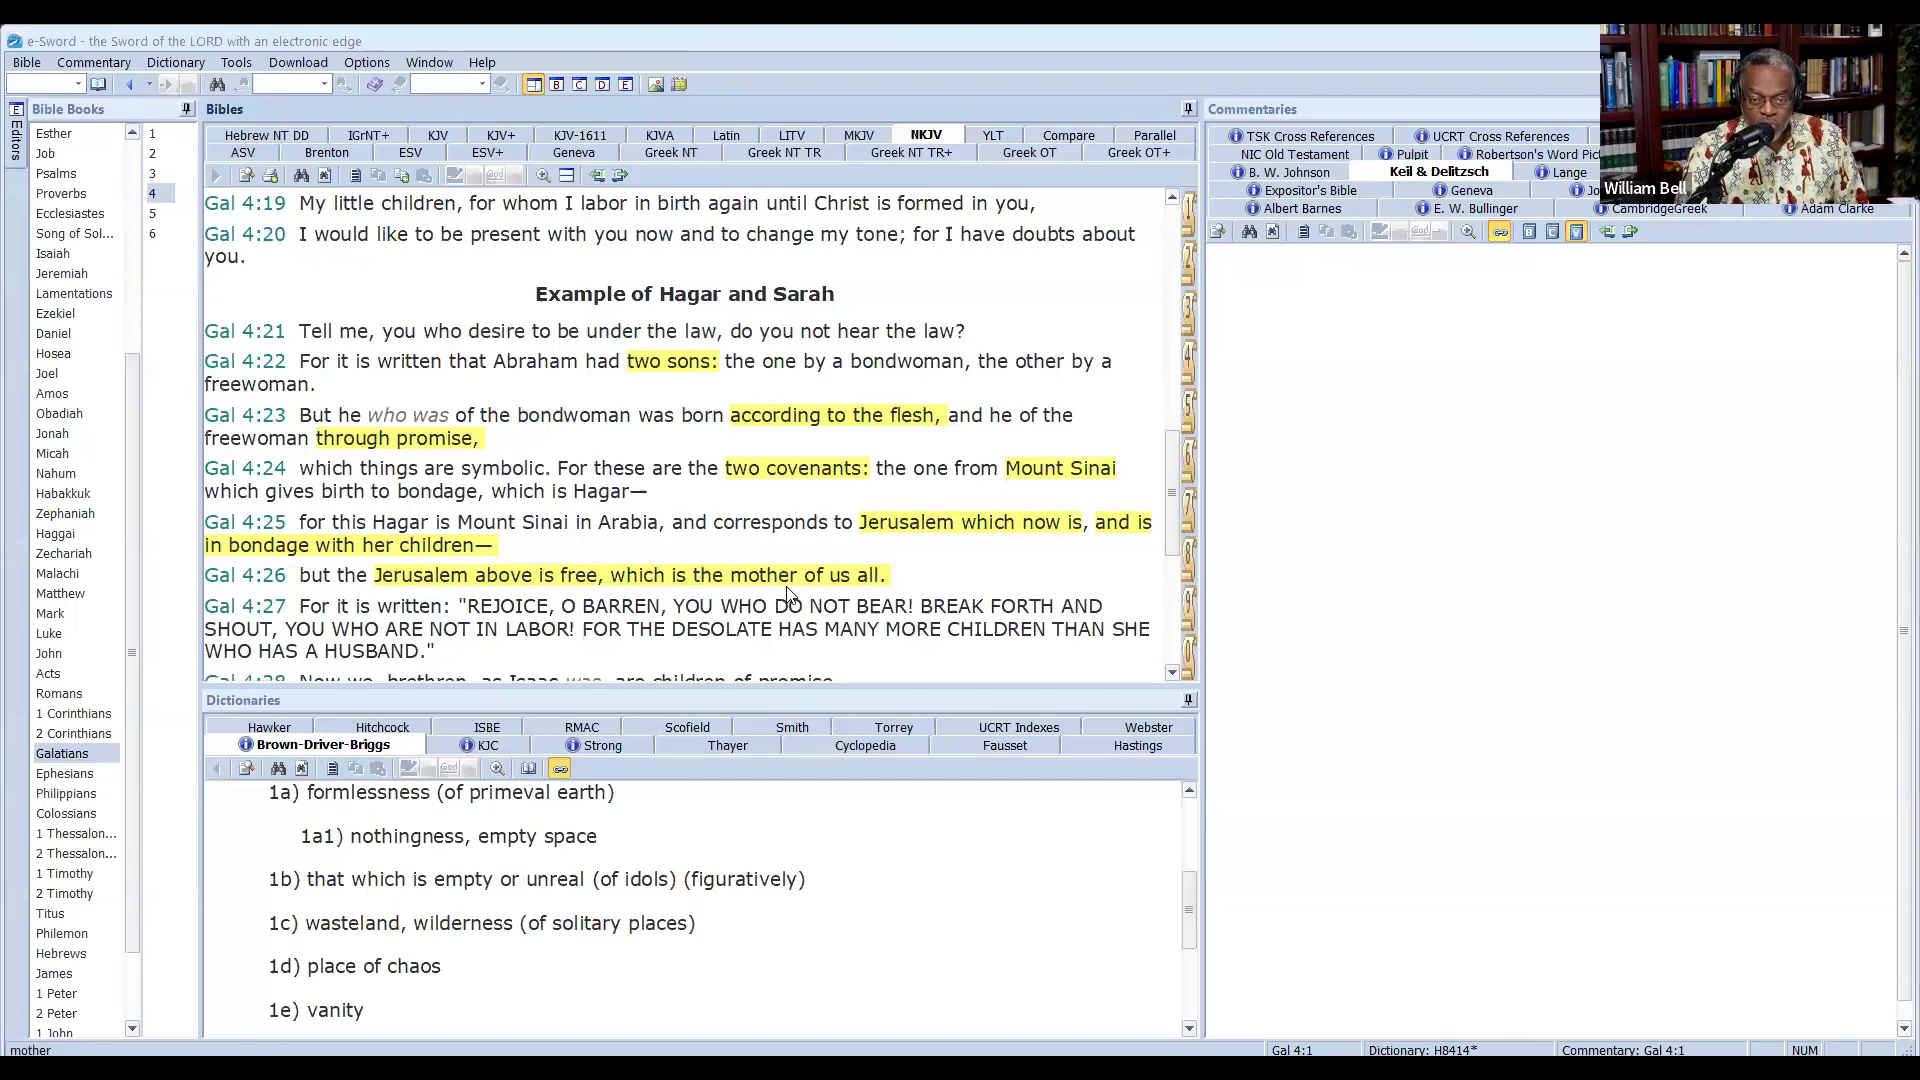 e-Sword - the Sword of the LORD with an electronic edge
Bible Commentary Dictionary Tools Download Options Window Help
B C D E
Editors
Bible Books
Esther
Job
Psalms
Proverbs
Ecclesiastes
Song of Sol...
Isaiah
Jeremiah
Lamentations
Ezekiel
Daniel
Hosea
Joel
Amos
Obadiah
Jonah
Micah
Nahum
Habakkuk
Zephaniah
Haggai
Zechariah
Malachi
Matthew
Mark
Luke
John
Acts
Romans
1 Corinthians
2 Corinthians
Galatians
Ephesians
Philippians
Colossians
1 Thessalon...
2 Thessalon...
1 Timothy
2 Timothy
Titus
Philemon
Hebrews
James
1 Peter
2 Peter
1 John
1
2
3
4
5
6
Bibles
Hebrew NT DD IGrNT+ KJV KJV+ KJV-1611 KJVA Latin LITV MKJV NKJV YLT Compare Parallel
ASV Brenton ESV ESV+ Geneva Greek NT Greek NT TR Greek NT TR+ Greek OT Greek OT+
Gal 4:19 My little children, for whom I labor in birth again until Christ is formed in you,
Gal 4:20 I would like to be present with you now and to change my tone; for I have doubts about
you.
Example of Hagar and Sarah
Gal 4:21 Tell me, you who desire to be under the law, do you not hear the law?
Gal 4:22 For it is written that Abraham had two sons: the one by a bondwoman, the other by a
freewoman.
Gal 4:23 But he who was of the bondwoman was born according to the flesh, and he of the
freewoman through promise,
Gal 4:24 which things are symbolic. For these are the two covenants: the one from Mount Sinai
which gives birth to bondage, which is Hagar—
Gal 4:25 for this Hagar is Mount Sinai in Arabia, and corresponds to Jerusalem which now is, and is
in bondage with her children—
Gal 4:26 but the Jerusalem above is free, which is the mother of us all.
Gal 4:27 For it is written: "REJOICE, O BARREN, YOU WHO DO NOT BEAR! BREAK FORTH AND
SHOUT, YOU WHO ARE NOT IN LABOR! FOR THE DESOLATE HAS MANY MORE CHILDREN THAN SHE
WHO HAS A HUSBAND."
Gal 4:28 Now we, brethren, as Isaac was, are children of promise
Dictionaries
Hawker Hitchcock ISBE RMAC Scofield Smith Torrey UCRT Indexes Webster
Brown-Driver-Briggs KJC Strong Thayer Cyclopedia Fausset Hastings
1a) formlessness (of primeval earth)
1a1) nothingness, empty space
1b) that which is empty or unreal (of idols) (figuratively)
1c) wasteland, wilderness (of solitary places)
1d) place of chaos
1e) vanity
Commentaries
TSK Cross References UCRT Cross References
NIC Old Testament Pulpit Robertson's Word Pic
B. W. Johnson Keil & Delitzsch Lange
Expositor's Bible Geneva Jo
Albert Barnes E. W. Bullinger CambridgeGreek Adam Clarke
William Bell
mother Gal 4:1 Dictionary: H8414* Commentary: Gal 4:1 NUM